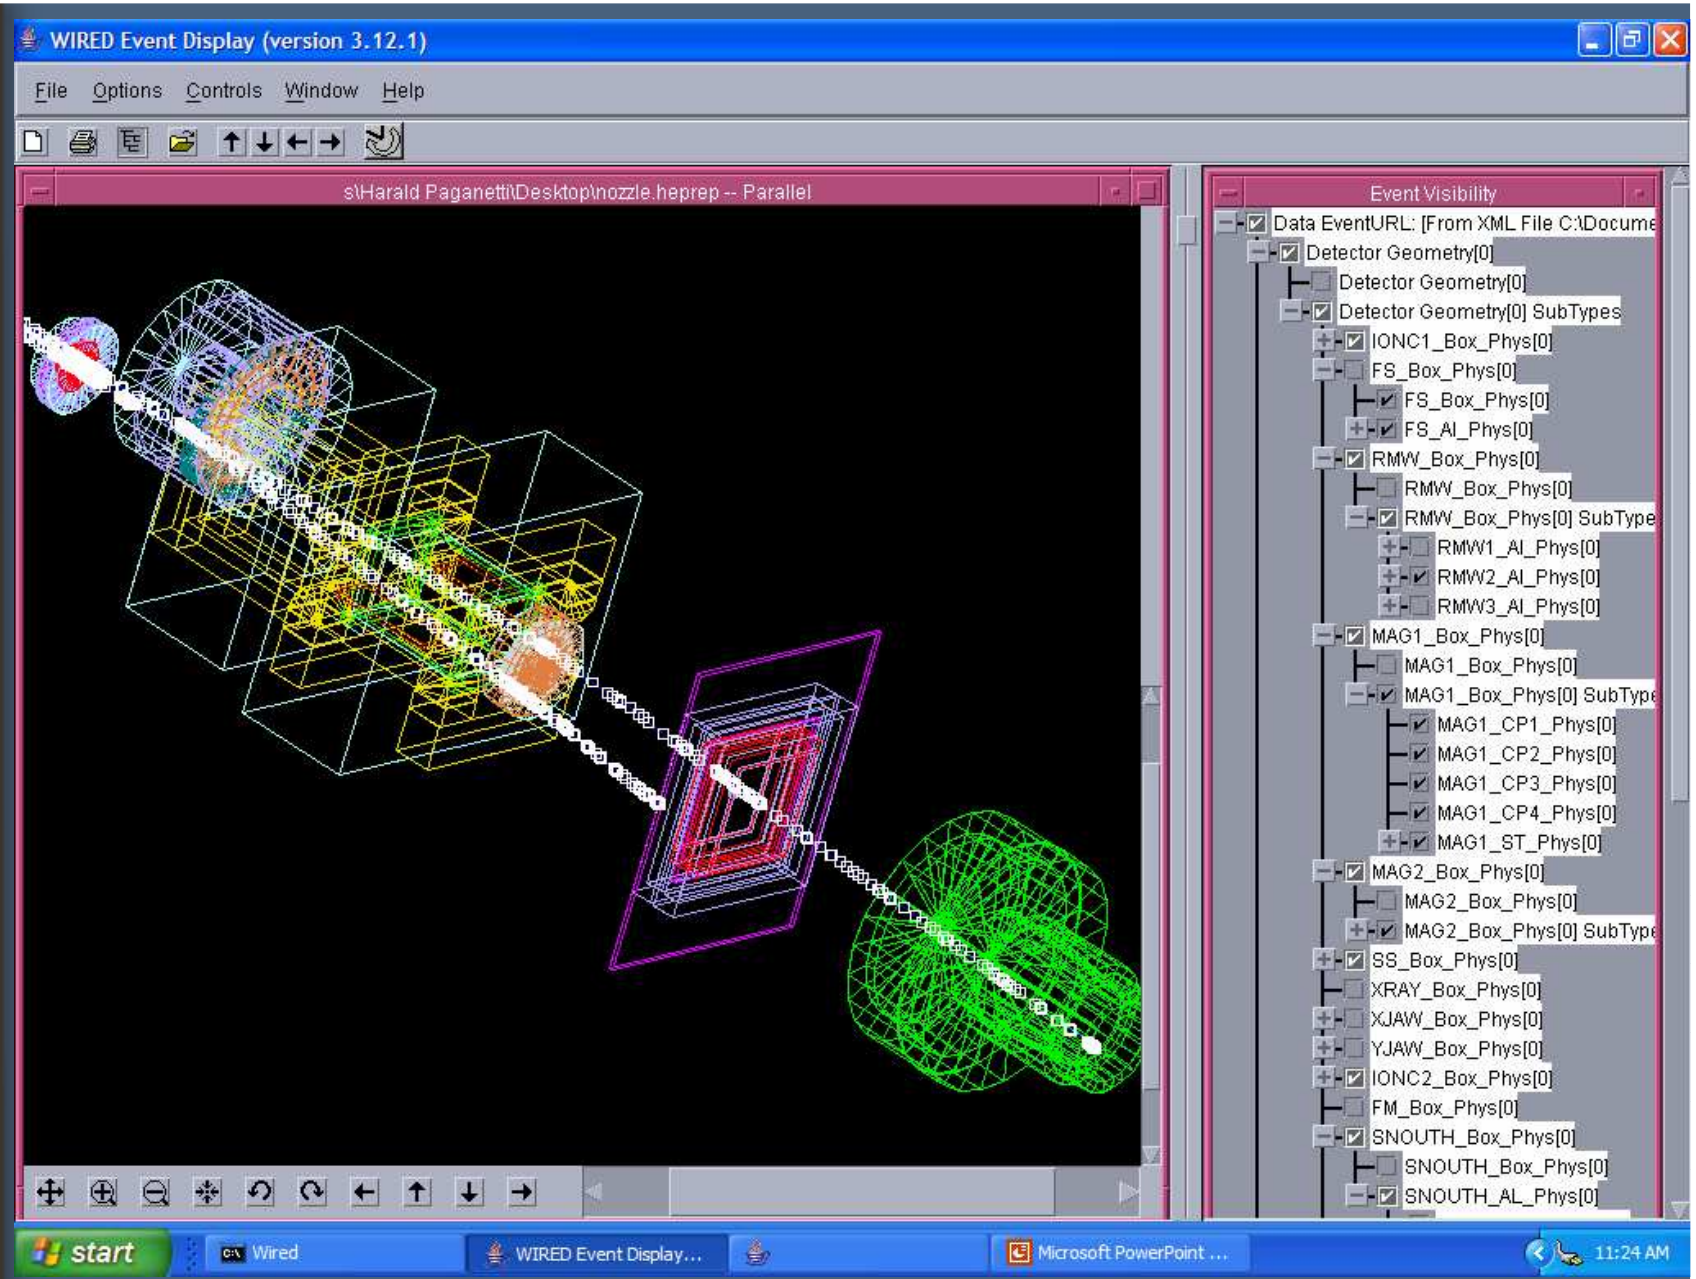 WIRED Event Display (version 3.12.1)
File Options Controls Window Help
s\Harald Paganetti\Desktop\nozzle.heprep -- Parallel
Event Visibility
Data EventURL: [From XML File C:\Docume
Detector Geometry[0]
Detector Geometry[0]
Detector Geometry[0] SubTypes
IONC1_Box_Phys[0]
FS_Box_Phys[0]
FS_Box_Phys[0]
FS_Al_Phys[0]
RMW_Box_Phys[0]
RMW_Box_Phys[0]
RMW_Box_Phys[0] SubType
RMW1_Al_Phys[0]
RMW2_Al_Phys[0]
RMW3_Al_Phys[0]
MAG1_Box_Phys[0]
MAG1_Box_Phys[0]
MAG1_Box_Phys[0] SubType
MAG1_CP1_Phys[0]
MAG1_CP2_Phys[0]
MAG1_CP3_Phys[0]
MAG1_CP4_Phys[0]
MAG1_ST_Phys[0]
MAG2_Box_Phys[0]
MAG2_Box_Phys[0]
MAG2_Box_Phys[0] SubType
SS_Box_Phys[0]
XRAY_Box_Phys[0]
XJAW_Box_Phys[0]
YJAW_Box_Phys[0]
IONC2_Box_Phys[0]
FM_Box_Phys[0]
SNOUTH_Box_Phys[0]
SNOUTH_Box_Phys[0]
SNOUTH_AL_Phys[0]
start Wired WIRED Event Display... Microsoft PowerPoint ... 11:24 AM